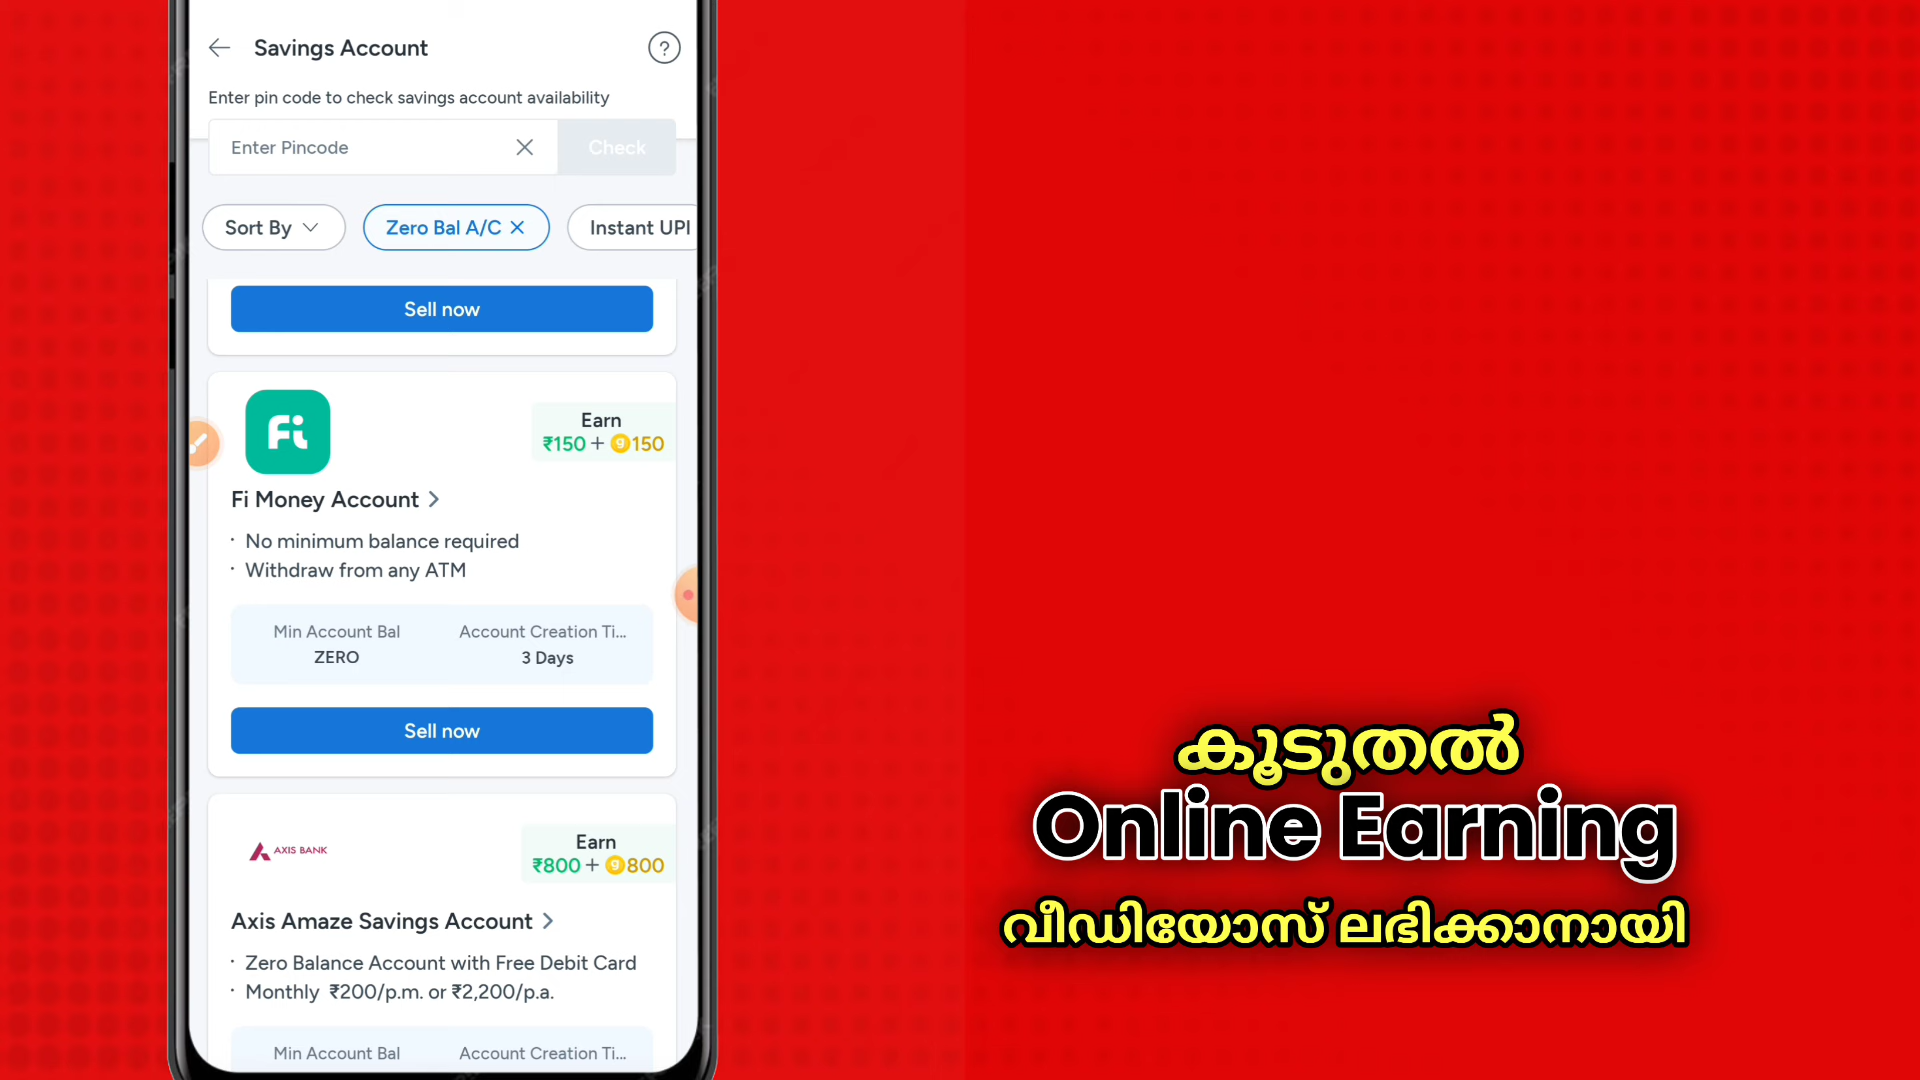 Savings Account
?
Enter pin code to check savings account availability
Enter Pincode
Check
Sort By
Zero Bal A/C
Instant UPI
Sell now
Fi
Earn
₹150 + g 150
Fi Money Account
· No minimum balance required
· Withdraw from any ATM
Min Account Bal
Account Creation Ti...
ZERO
3 Days
Sell now
AXIS BANK
Earn
₹800 + g 800
Axis Amaze Savings Account
· Zero Balance Account with Free Debit Card
· Monthly ₹200/p.m. or ₹2,200/p.a.
Min Account Bal
Account Creation Ti...
കൂടുതൽ
Online Earning
വീഡിയോസ് ലഭിക്കാനായി